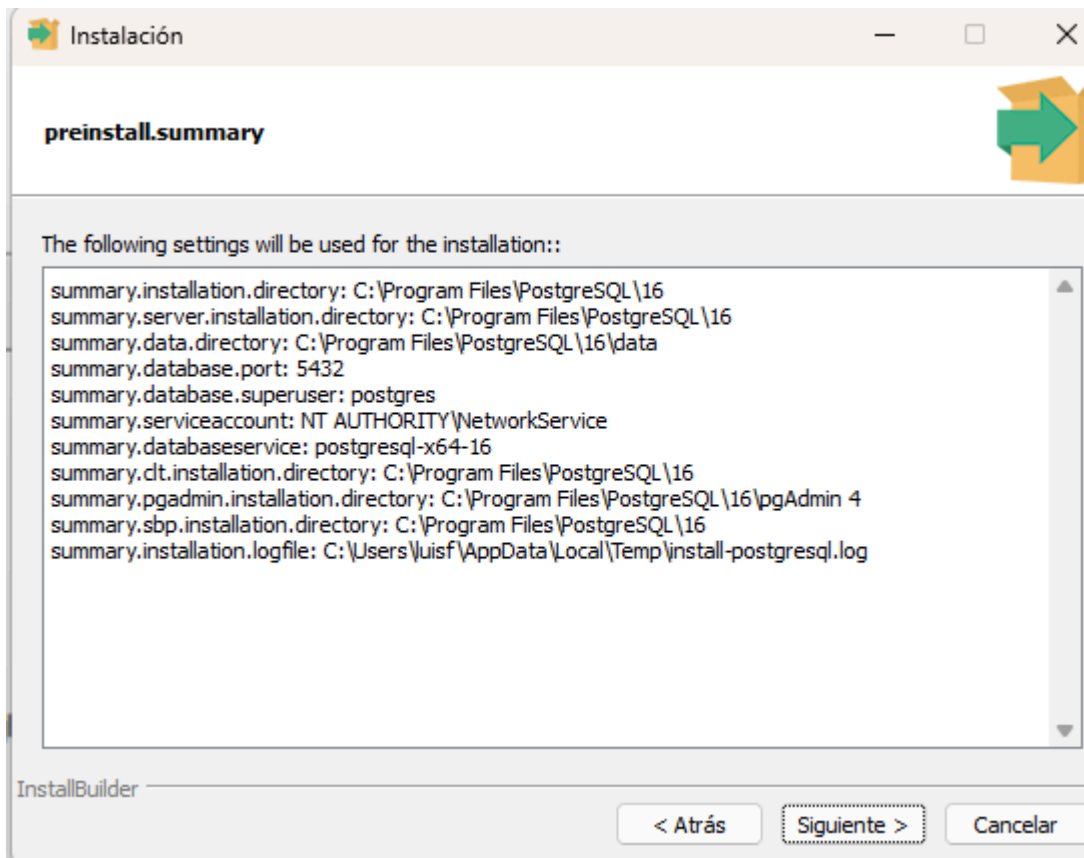 Instalación
preinstall.summary
The following settings will be used for the installation::
summary.installation.directory: C:\Program Files\PostgreSQL\16
summary.server.installation.directory: C:\Program Files\PostgreSQL\16
summary.data.directory: C:\Program Files\PostgreSQL\16\data
summary.database.port: 5432
summary.database.superuser: postgres
summary.serviceaccount: NT AUTHORITY\NetworkService
summary.databaseservice: postgresql-x64-16
summary.clt.installation.directory: C:\Program Files\PostgreSQL\16
summary.pgadmin.installation.directory: C:\Program Files\PostgreSQL\16\pgAdmin 4
summary.sbp.installation.directory: C:\Program Files\PostgreSQL\16
summary.installation.logfile: C:\Users\luisf\AppData\Local\Temp\install-postgresql.log
InstallBuilder
< Atrás Siguiente > Cancelar